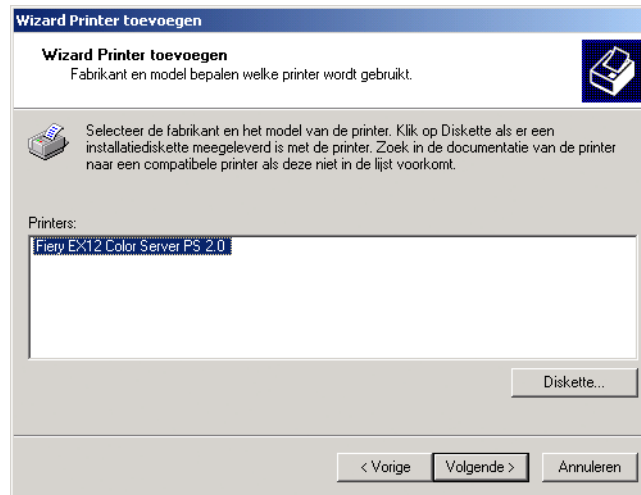 Wizard Printer toevoegen
Wizard Printer toevoegen
Fabrikant en model bepalen welke printer wordt gebruikt.
Selecteer de fabrikant en het model van de printer. Klik op Diskette als er een
installatiediskette meegeleverd is met de printer. Zoek in de documentatie van de printer
naar een compatibele printer als deze niet in de lijst voorkomt.
Printers:
Fiery EX12 Color Server PS 2.0
Diskette...
< Vorige
Volgende >
Annuleren